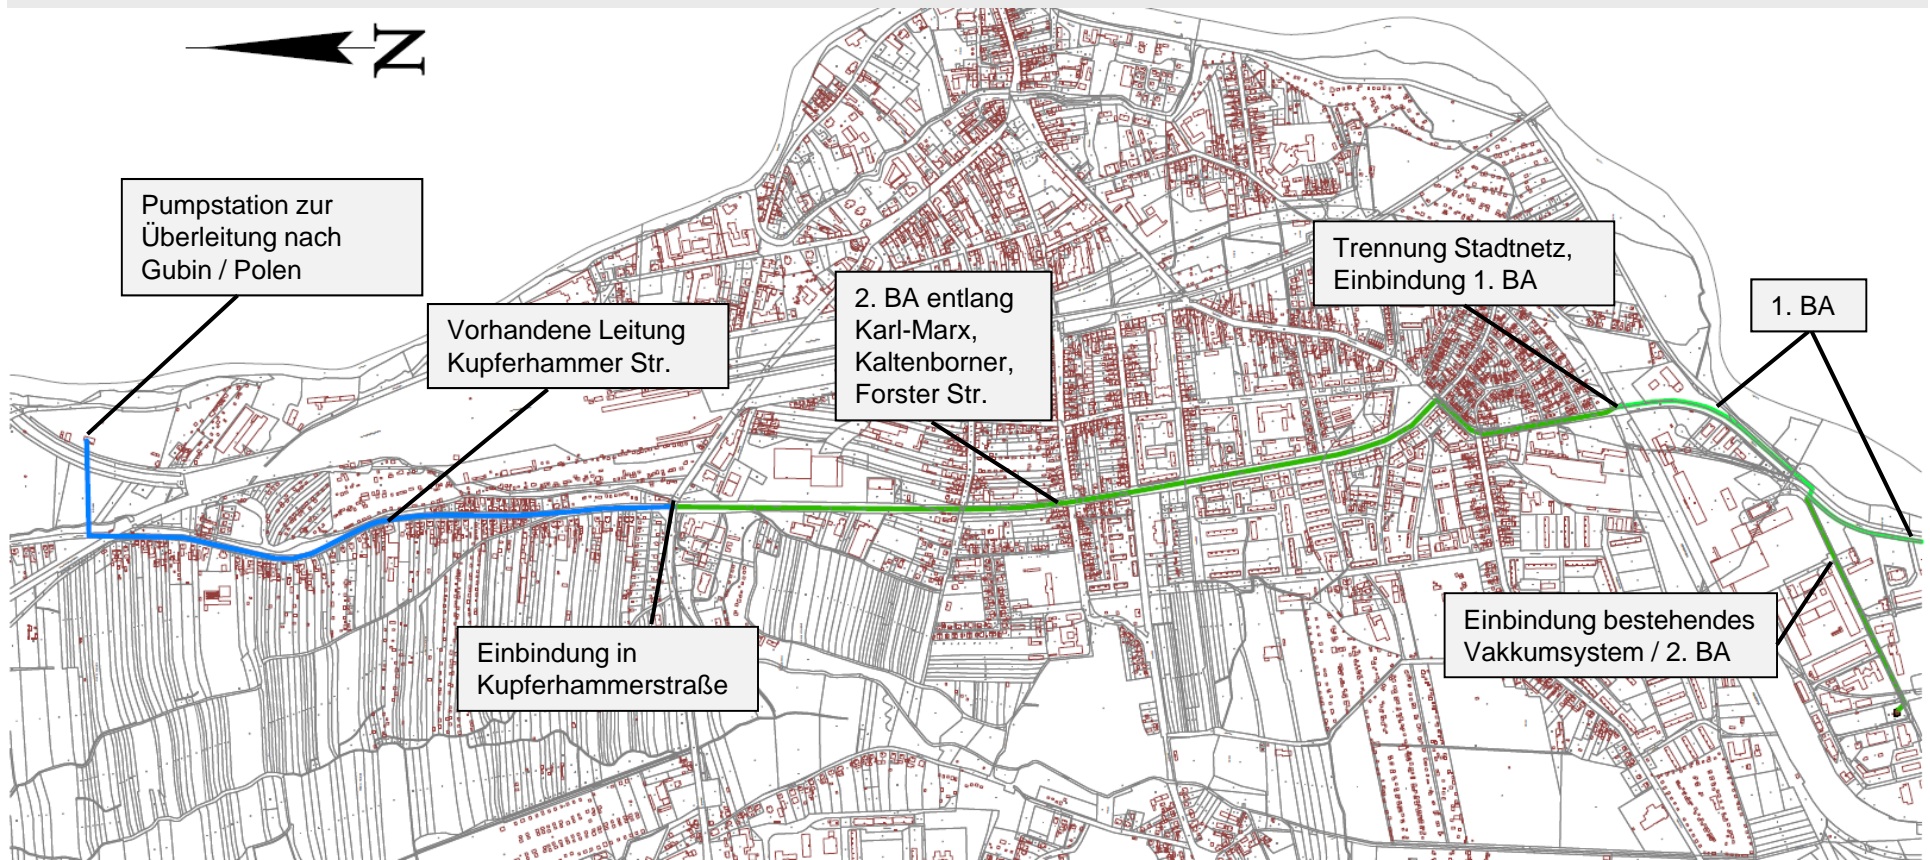 N
Pumpstation zur
Überleitung nach
Gubin / Polen
Vorhandene Leitung
Kupferhammer Str.
2. BA entlang
Karl-Marx,
Kaltenborner,
Forster Str.
Trennung Stadtnetz,
Einbindung 1. BA
1. BA
Einbindung in
Kupferhammerstraße
Einbindung bestehendes
Vakkumsystem / 2. BA